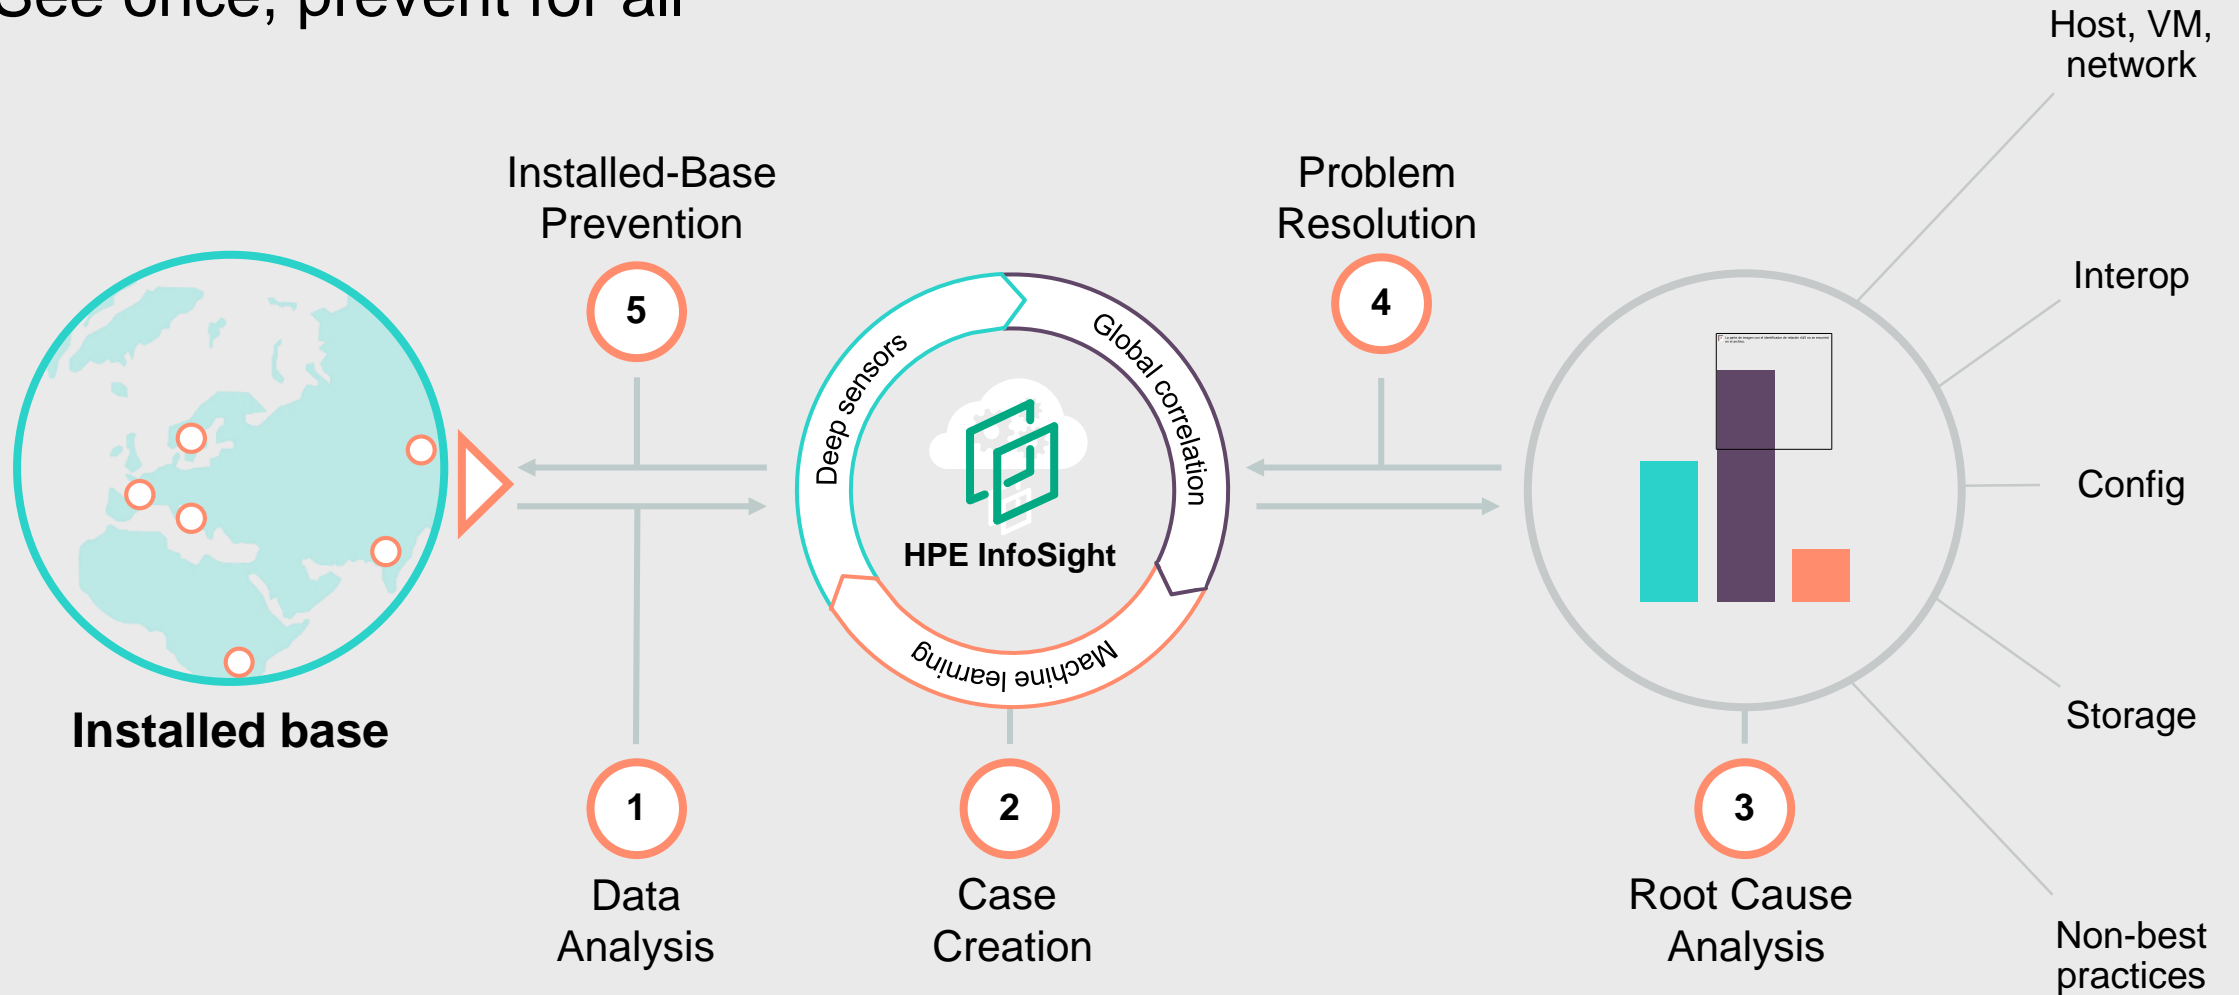 See once, prevent for all
Host, VM,
network
Installed-Base
Prevention
Problem
Resolution
5
4
Interop
Deep sensors
Global correlation
Machine learning
HPE InfoSight
Config
Storage
Installed base
1
2
3
Data
Analysis
Case
Creation
Root Cause
Analysis
Non-best
practices